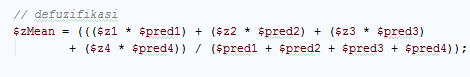 // defuzifikasi
$zMean = ((($z1 * $pred1) + ($z2 * $pred2) + ($z3 * $pred3)
+ ($z4 * $pred4)) / ($pred1 + $pred2 + $pred3 + $pred4));